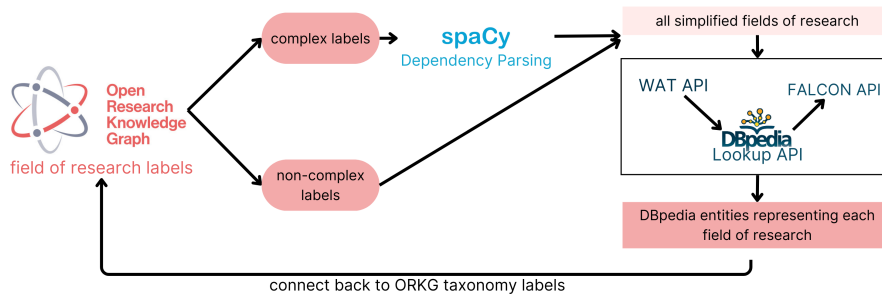 Open
Research
Knowledge
Graph
field of research labels
complex labels
spaCy
Dependency Parsing
non-complex
labels
all simplified fields of research
WAT API
FALCON API
DBpedia
Lookup API
DBpedia entities representing each
field of research
connect back to ORKG taxonomy labels